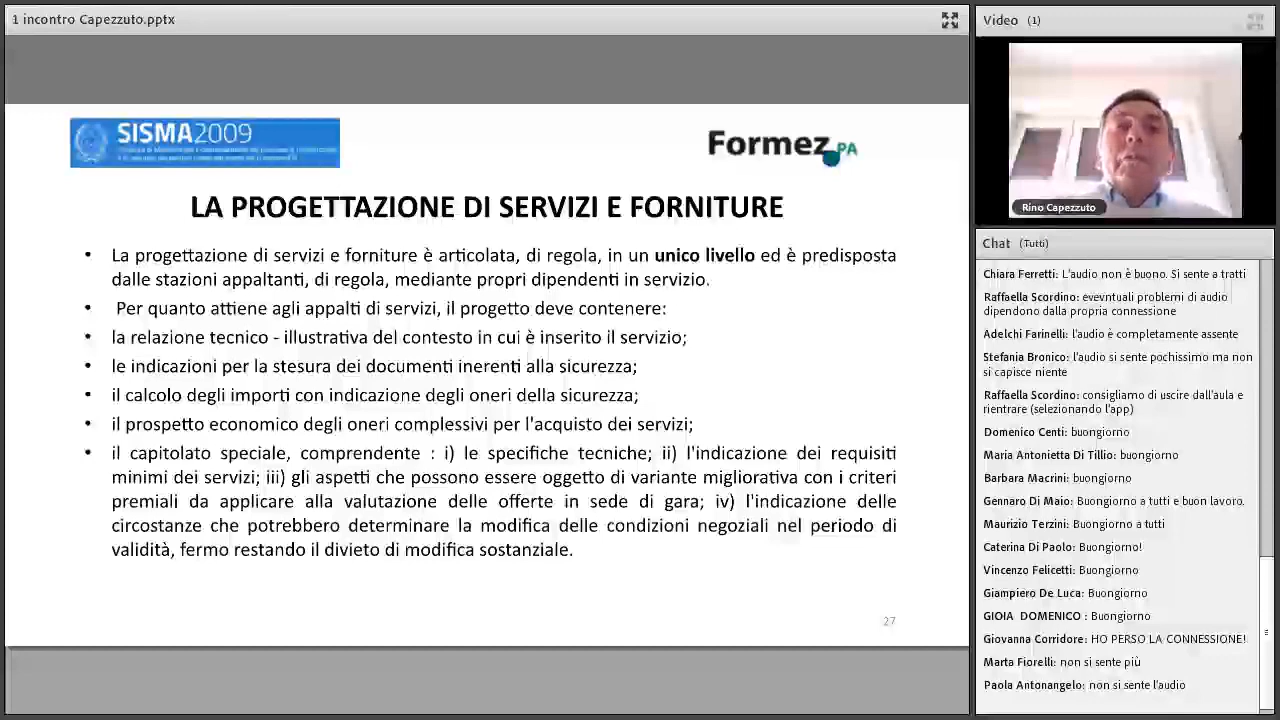 1 incontro Capezzuto.pptx
SISMA2009
Formez PA
LA PROGETTAZIONE DI SERVIZI E FORNITURE
• La progettazione di servizi e forniture è articolata, di regola, in un unico livello ed è predisposta
dalle stazioni appaltanti, di regola, mediante propri dipendenti in servizio.
• Per quanto attiene agli appalti di servizi, il progetto deve contenere:
• la relazione tecnico - illustrativa del contesto in cui è inserito il servizio;
• le indicazioni per la stesura dei documenti inerenti alla sicurezza;
• il calcolo degli importi con indicazione degli oneri della sicurezza;
• il prospetto economico degli oneri complessivi per l'acquisto dei servizi;
• il capitolato speciale, comprendente : i) le specifiche tecniche; ii) l'indicazione dei requisiti
minimi dei servizi; iii) gli aspetti che possono essere oggetto di variante migliorativa con i criteri
premiali da applicare alla valutazione delle offerte in sede di gara; iv) l'indicazione delle
circostanze che potrebbero determinare la modifica delle condizioni negoziali nel periodo di
validità, fermo restando il divieto di modifica sostanziale.
27
Video (1)
Rino Capezzuto
Chat (Tutti)
Chiara Ferretti: L'audio non è buono. Si sente a tratti
Raffaella Scordino: evevntuali problemi di audio
dipendono dalla propria connessione
Adelchi Farinelli: l'audio è completamente assente
Stefania Bronico: l'audio si sente pochissimo ma non
si capisce niente
Raffaella Scordino: consigliamo di uscire dall'aula e
rientrare (selezionando l'app)
Domenico Centi: buongiorno
Maria Antonietta Di Tillio: buongiorno
Barbara Macrini: buongiorno
Gennaro Di Maio: Buongiorno a tutti e buon lavoro.
Maurizio Terzini: Buongiorno a tutti
Caterina Di Paolo: Buongiorno!
Vincenzo Felicetti: Buongiorno
Giampiero De Luca: Buongiorno
GIOIA DOMENICO : Buongiorno
Giovanna Corridore: HO PERSO LA CONNESSIONE!
Marta Fiorelli: non si sente più
Paola Antonangelo: non si sente l'audio